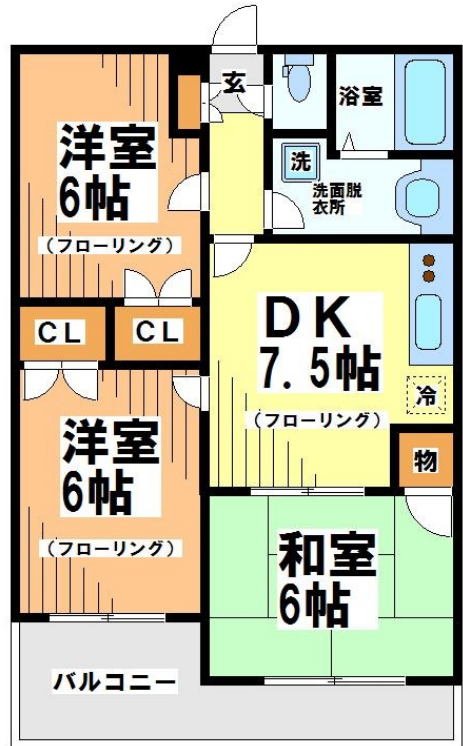 玄
浴室
洋室
6帖
(フローリング)
洗
洗面脱
衣所
CL
CL
DK
7.5帖
(フローリング)
冷
洋室
6帖
(フローリング)
物
和室
6帖
バルコニー